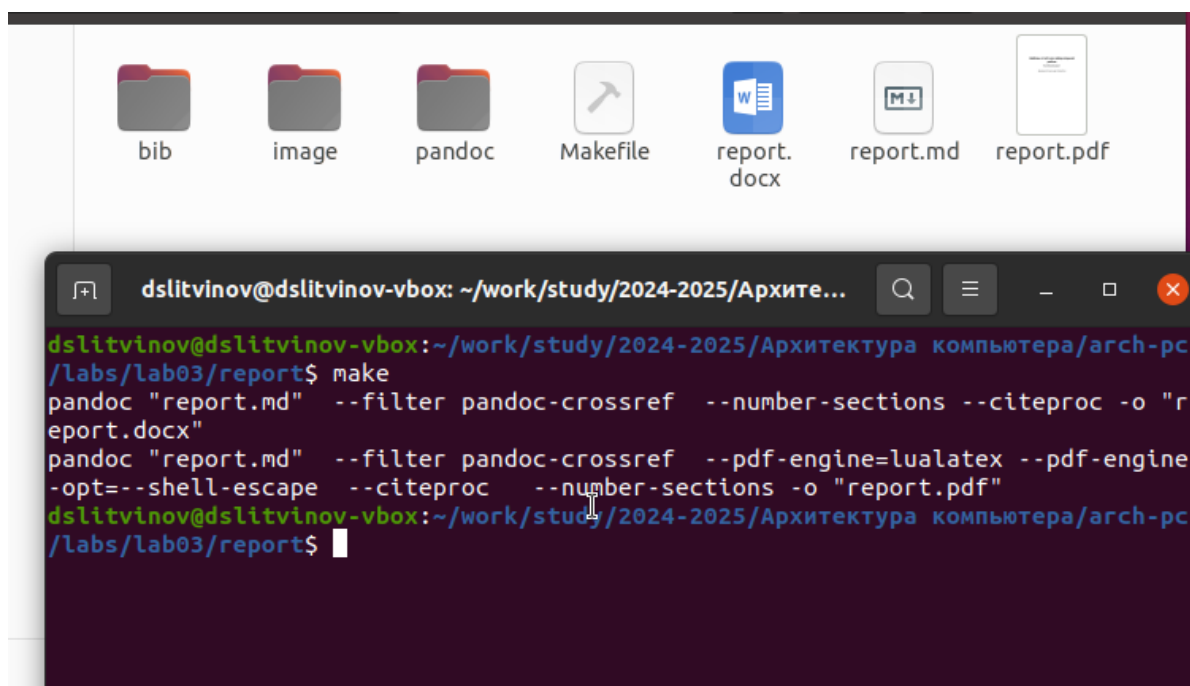 bib
image
pandoc
Makefile
report.
docx
report.md
report.pdf
W
M
dslitvinov@dslitvinov-vbox: ~/work/study/2024-2025/Архите...
dslitvinov@dslitvinov-vbox:~/work/study/2024-2025/Архитектура компьютера/arch-pc
/labs/lab03/report$ make
pandoc "report.md"  --filter pandoc-crossref  --number-sections --citeproc -o "r
eport.docx"
pandoc "report.md"  --filter pandoc-crossref  --pdf-engine=lualatex --pdf-engine
-opt=--shell-escape  --citeproc   --number-sections -o "report.pdf"
dslitvinov@dslitvinov-vbox:~/work/study/2024-2025/Архитектура компьютера/arch-pc
/labs/lab03/report$